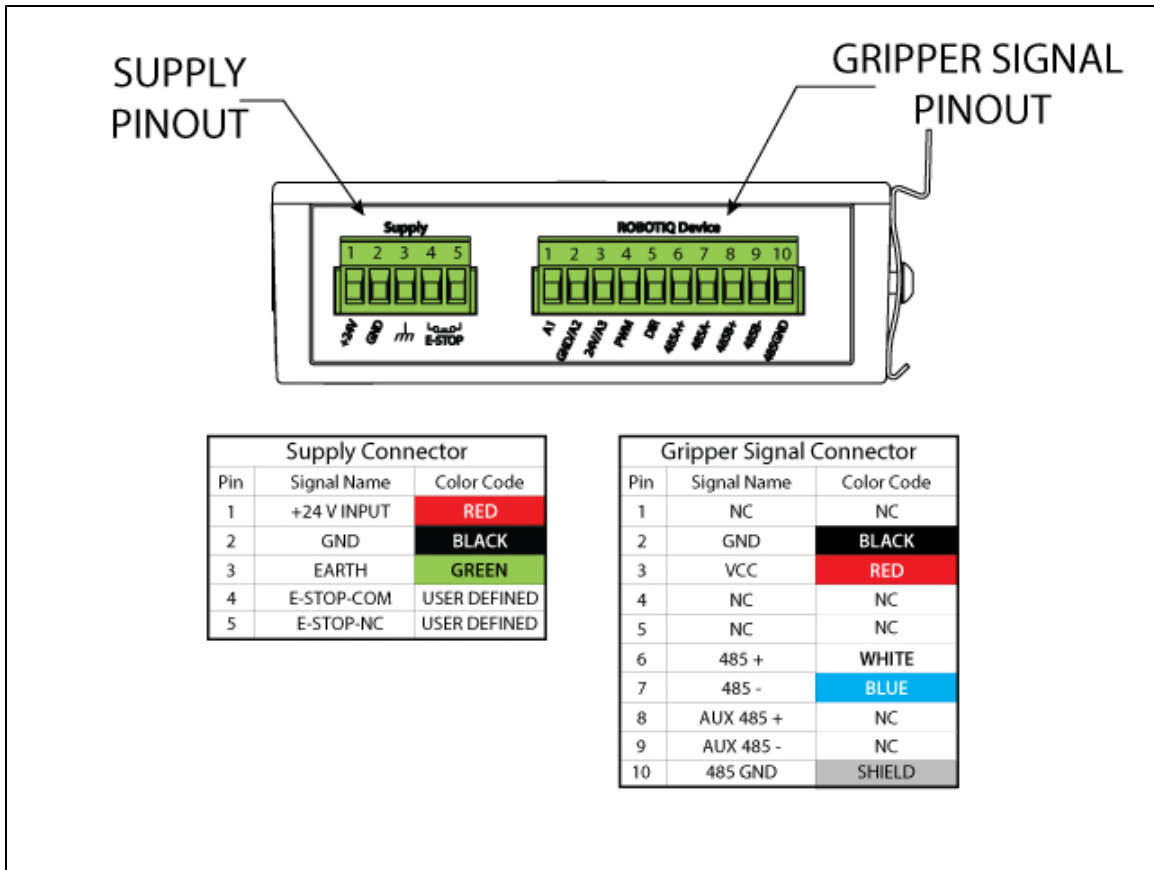 SUPPLY
PINOUT
GRIPPER SIGNAL
PINOUT
Supply
ROBOTIQ Device
1 2 3 4 5
1 2 3 4 5 6 7 8 9 10
+24V GND E-STOP
A1 GND/A2 24V/A3 PWM DIR 485A+ 485A- 485B+ 485B- 485GND
Supply Connector
Pin Signal Name Color Code
1 +24 V INPUT RED
2 GND BLACK
3 EARTH GREEN
4 E-STOP-COM USER DEFINED
5 E-STOP-NC USER DEFINED
Gripper Signal Connector
Pin Signal Name Color Code
1 NC NC
2 GND BLACK
3 VCC RED
4 NC NC
5 NC NC
6 485 + WHITE
7 485 - BLUE
8 AUX 485 + NC
9 AUX 485 - NC
10 485 GND SHIELD